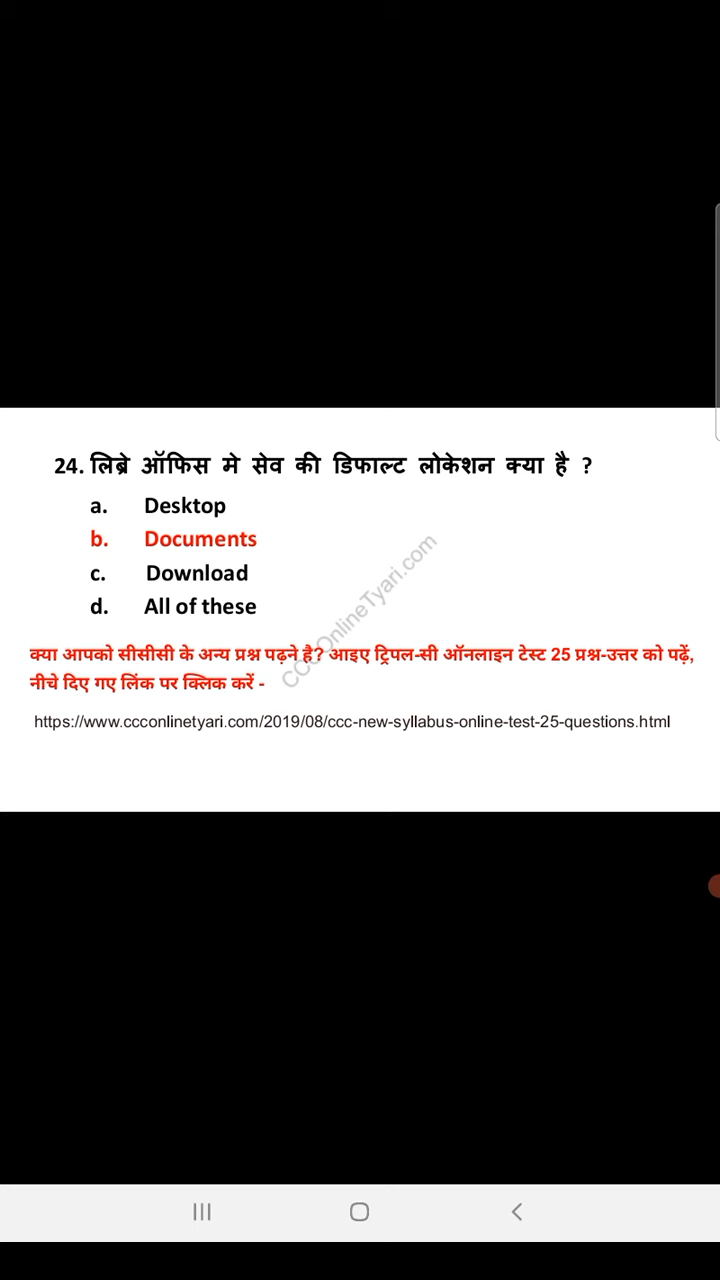 24. लिब्रे ऑफिस मे सेव की डिफाल्ट लोकेशन क्या है ?
a. Desktop
b. Documents
c. Download
d. All of these
CCCOnlineTyari.com
क्या आपको सीसीसी के अन्य प्रश्न पढ़ने है? आइए ट्रिपल-सी ऑनलाइन टेस्ट 25 प्रश्न-उत्तर को पढ़ें,
नीचे दिए गए लिंक पर क्लिक करें -
https://www.ccconlinetyari.com/2019/08/ccc-new-syllabus-online-test-25-questions.html